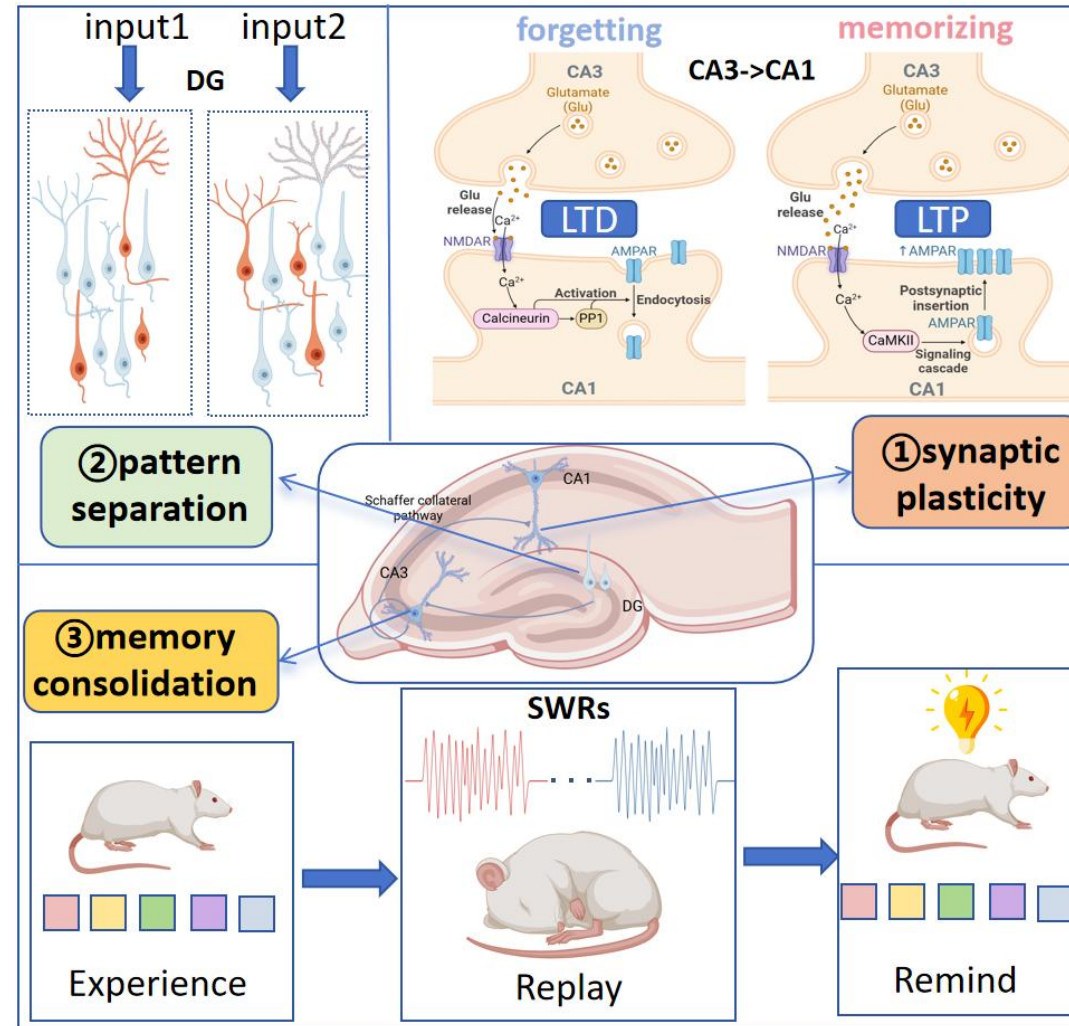 input1
input2
DG
forgetting
memorizing
CA3->CA1
CA3
Glutamate
(Glu)
Glu
release
Ca²⁺
LTD
NMDAR
AMPAR
Ca²⁺
Activation
Endocytosis
Calcineurin
PP1
CA1
CA3
Glutamate
(Glu)
Glu
release
Ca²⁺
LTP
NMDAR
↑AMPAR
Ca²⁺
Postsynaptic
insertion
AMPAR
CaMKII
Signaling
cascade
CA1
②pattern
separation
①synaptic
plasticity
CA1
Schaffer collateral
pathway
CA3
DG
③memory
consolidation
SWRs
Experience
Replay
Remind